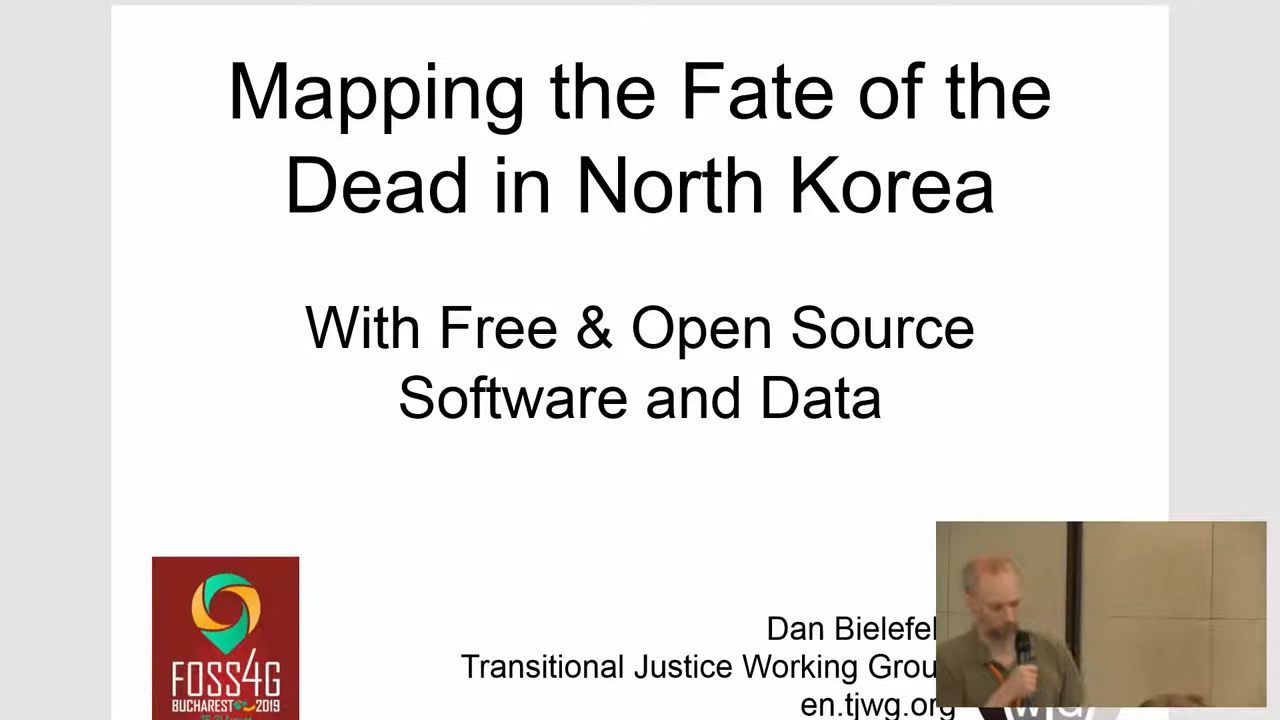 Mapping the Fate of the
Dead in North Korea
With Free & Open Source
Software and Data
Dan
Transitional Justice Working
en.tjwg.org
FOSS4G
BUCHAREST 2019